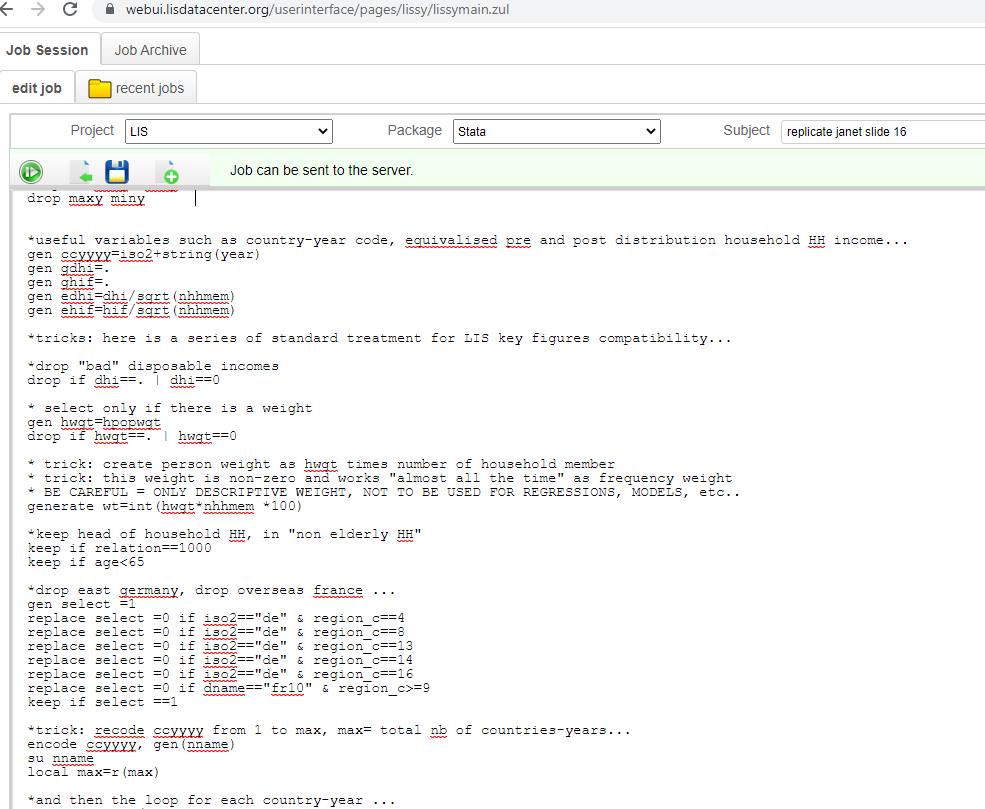 webui.lisdatacenter.org/userinterface/pages/lissy/lissymain.zul
Job Session
Job Archive
edit job
recent jobs
Project
LIS
Package
Stata
Subject
replicate janet slide 16
Job can be sent to the server.
drop maxy miny
*useful variables such as country-year code, equivalised pre and post distribution household HH income...
gen ccyyyy=iso2+string(year)
gen gdhi=.
gen ghif=.
gen edhi=dhi/sqrt(nhhmem)
gen ehif=hif/sqrt(nhhmem)
*tricks: here is a series of standard treatment for LIS key figures compatibility...
*drop "bad" disposable incomes
drop if dhi==. | dhi==0
* select only if there is a weight
gen hwgt=hpopwgt
drop if hwgt==. | hwgt==0
* trick: create person weight as hwgt times number of household member
* trick: this weight is non-zero and works "almost all the time" as frequency weight
* BE CAREFUL = ONLY DESCRIPTIVE WEIGHT, NOT TO BE USED FOR REGRESSIONS, MODELS, etc..
generate wt=int(hwgt*nhhmem *100)
*keep head of household HH, in "non elderly HH"
keep if relation==1000
keep if age<65
*drop east germany, drop overseas france ...
gen select =1
replace select =0 if iso2=="de" & region_c==4
replace select =0 if iso2=="de" & region_c==8
replace select =0 if iso2=="de" & region_c==13
replace select =0 if iso2=="de" & region_c==14
replace select =0 if iso2=="de" & region_c==16
replace select =0 if dname=="fr10" & region_c>=9
keep if select ==1
*trick: recode ccyyyy from 1 to max, max= total nb of countries-years...
encode ccyyyy, gen(nname)
su nname
local max=r(max)
*and then the loop for each country-year ...